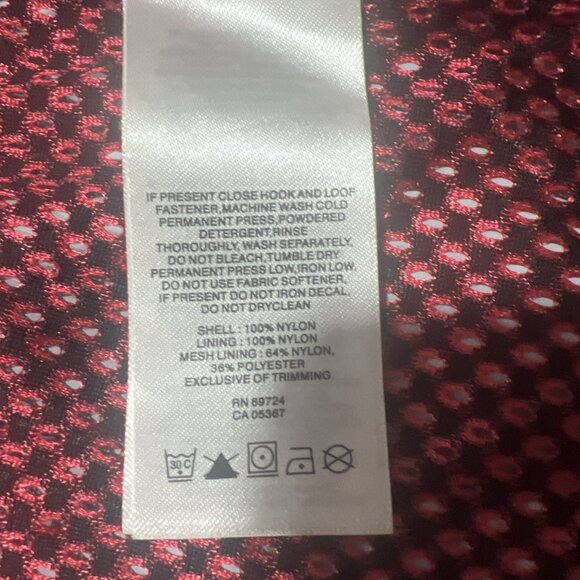 IF PRESENT CLOSE HOOK AND LOOP
FASTENER,MACHINE WASH COLD
PERMANENT PRESS,POWDERED
DETERGENT,RINSE
THOROUGHLY, WASH SEPARATELY,
DO NOT BLEACH,TUMBLE DRY
PERMANENT PRESS LOW,IRON LOW.
DO NOT USE FABRIC SOFTENER,
IF PRESENT DO NOT IRON DECAL.
DO NOT DRYCLEAN
SHELL : 100% NYLON
LINING : 100% NYLON
MESH LINING : 64% NYLON,
36% POLYESTER
EXCLUSIVE OF TRIMMING
RN 89724
CA 05367
30C